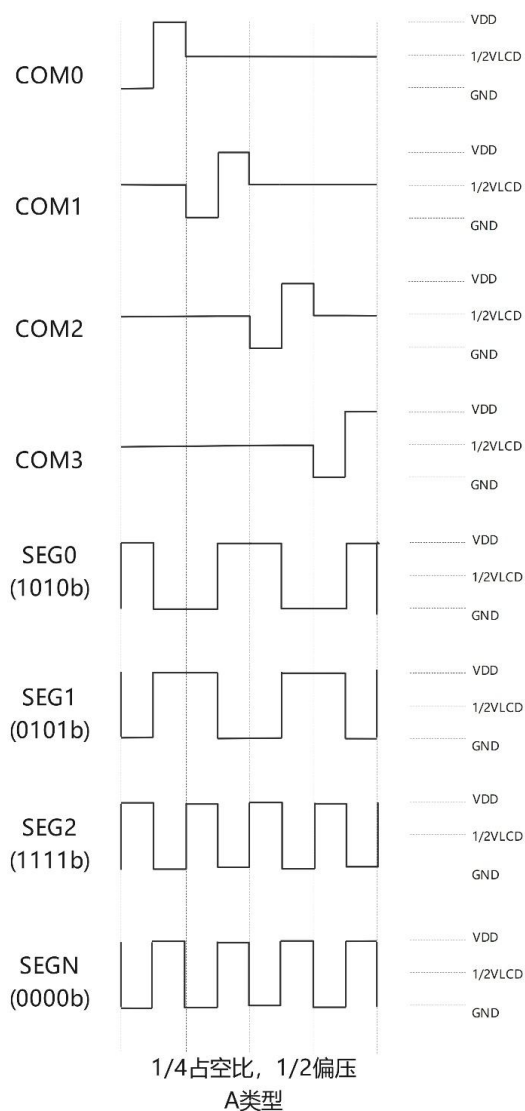 VDD
COM0
1/2VLCD
GND
VDD
COM1
1/2VLCD
GND
VDD
COM2
1/2VLCD
GND
VDD
COM3
1/2VLCD
GND
SEG0
(1010b)
VDD
1/2VLCD
GND
SEG1
(0101b)
VDD
1/2VLCD
GND
SEG2
(1111b)
VDD
1/2VLCD
GND
SEGN
(0000b)
VDD
1/2VLCD
GND
1/4占空比，1/2偏压
A类型